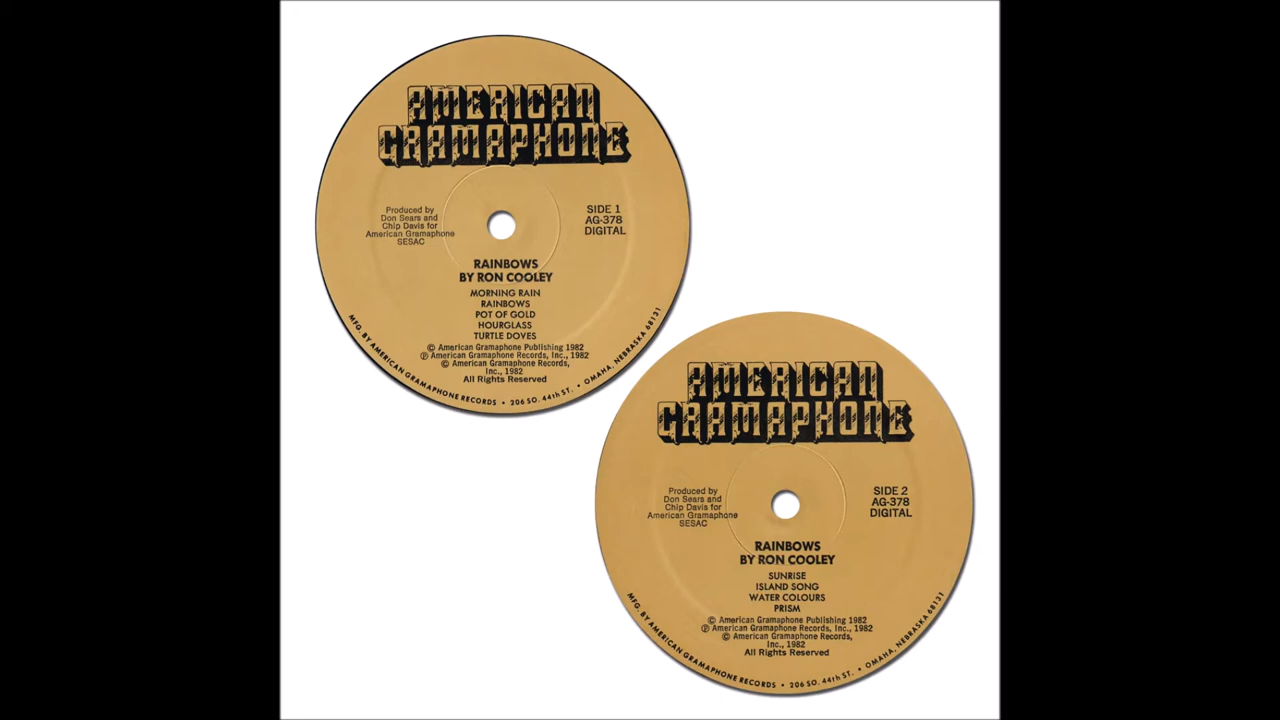 AMERICAN
GRAMAPHONE
Produced by
Don Sears and
Chip Davis for
American Gramaphone
SESAC
SIDE 1
AG-378
DIGITAL
RAINBOWS
BY RON COOLEY
MORNING RAIN
RAINBOWS
POT OF GOLD
HOURGLASS
TURTLE DOVES
© American Gramaphone Publishing 1982
℗ American Gramaphone Records, Inc., 1982
© American Gramaphone Records,
Inc., 1982
All Rights Reserved
MFG. BY AMERICAN GRAMAPHONE RECORDS • 206 SO. 44th ST. • OMAHA, NEBRASKA 68131
AMERICAN
GRAMAPHONE
Produced by
Don Sears and
Chip Davis for
American Gramaphone
SESAC
SIDE 2
AG-378
DIGITAL
RAINBOWS
BY RON COOLEY
SUNRISE
ISLAND SONG
WATER COLOURS
PRISM
© American Gramaphone Publishing 1982
℗ American Gramaphone Records, Inc., 1982
© American Gramaphone Records,
Inc., 1982
All Rights Reserved
MFG. BY AMERICAN GRAMAPHONE RECORDS • 206 SO. 44th ST. • OMAHA, NEBRASKA 68131